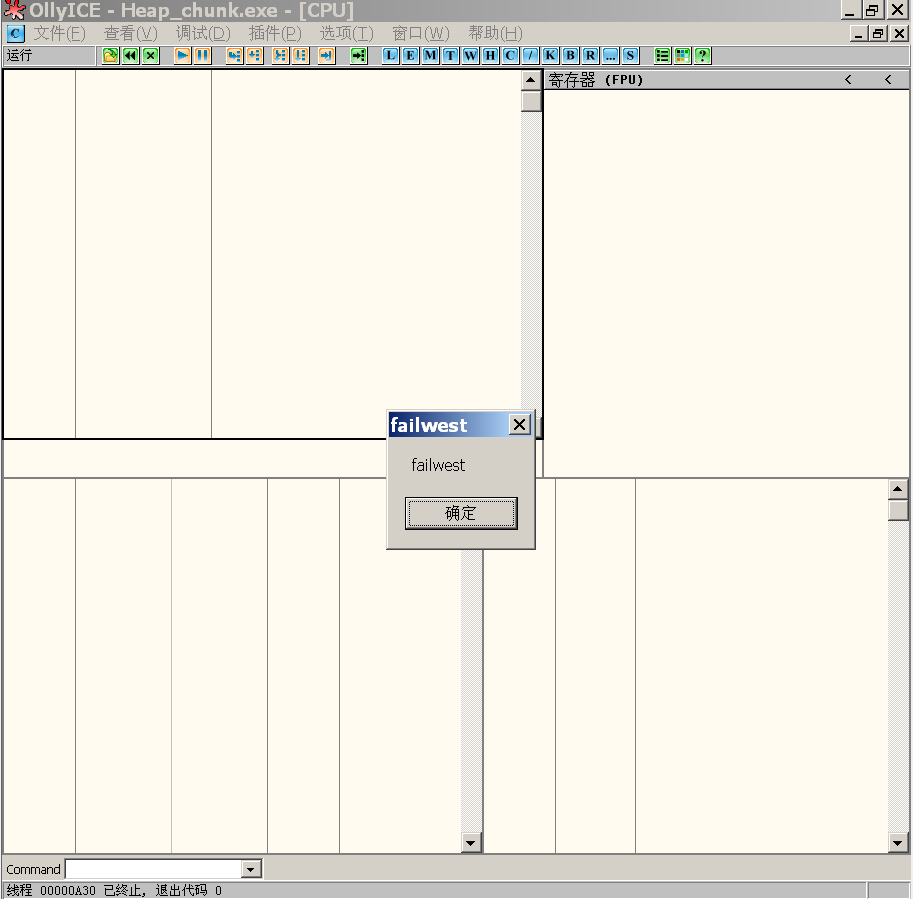 OllyICE - Heap_chunk.exe - [CPU]
C 文件(F) 查看(V) 调试(D) 插件(P) 选项(T) 窗口(W) 帮助(H)
运行 L E M T W H C / K B R ... S ?
寄存器 (FPU) < <
failwest
failwest
确定
Command
线程 00000A30 已终止, 退出代码 0